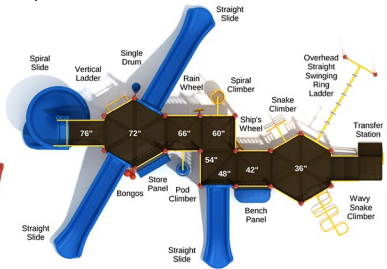 Straight
Slide
Spiral
Slide
Vertical
Ladder
Single
Drum
Rain
Wheel
Spiral
Climber
Overhead
Straight
Swinging
Ring
Ladder
Snake
Climber
Ship's
Wheel
Transfer
Station
76"
72"
66"
60"
54"
48"
42"
36"
Bongos
Store
Panel
Pod
Climber
Bench
Panel
Wavy
Snake
Climber
Straight
Slide
Straight
Slide